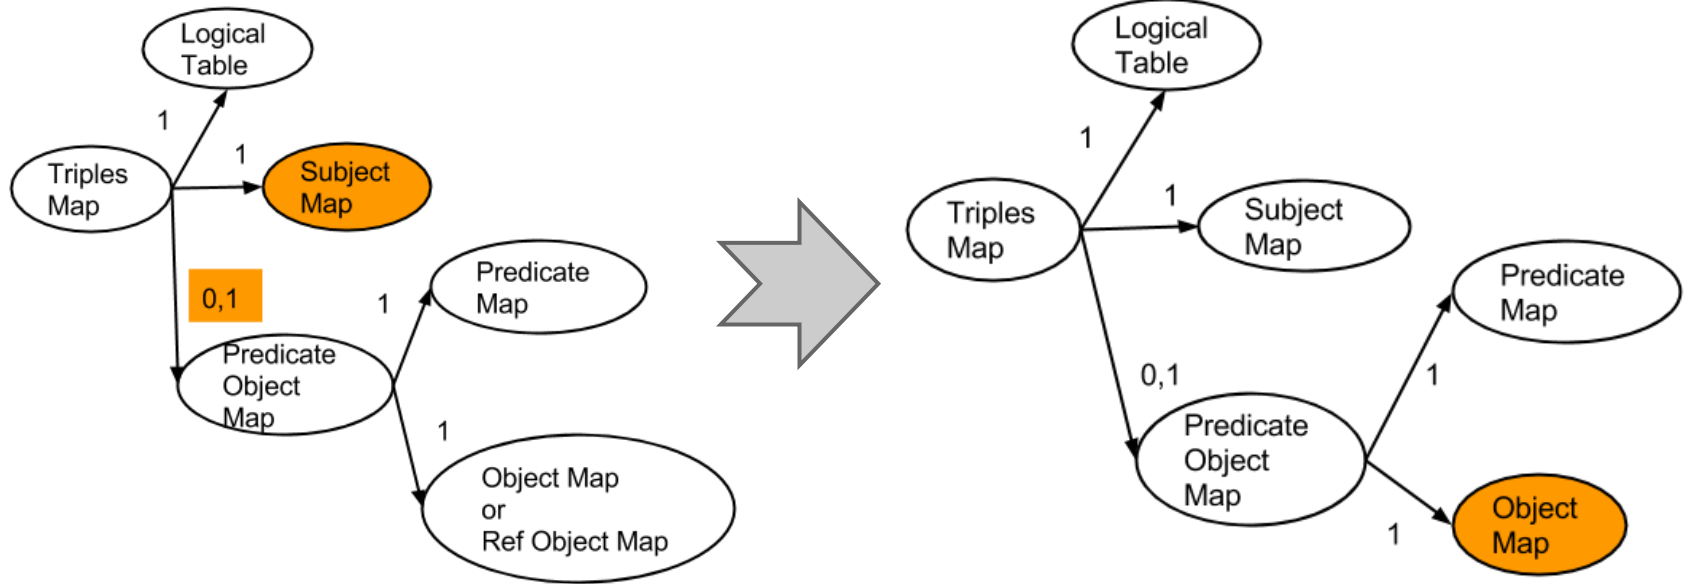 Logical
Table
1
1
Triples
Map
Subject
Map
0,1
Predicate
Map
1
Predicate
Object
Map
1
Object Map
or
Ref Object Map
Logical
Table
1
1
Triples
Map
Subject
Map
Predicate
Map
0,1
1
Predicate
Object
Map
1
Object
Map